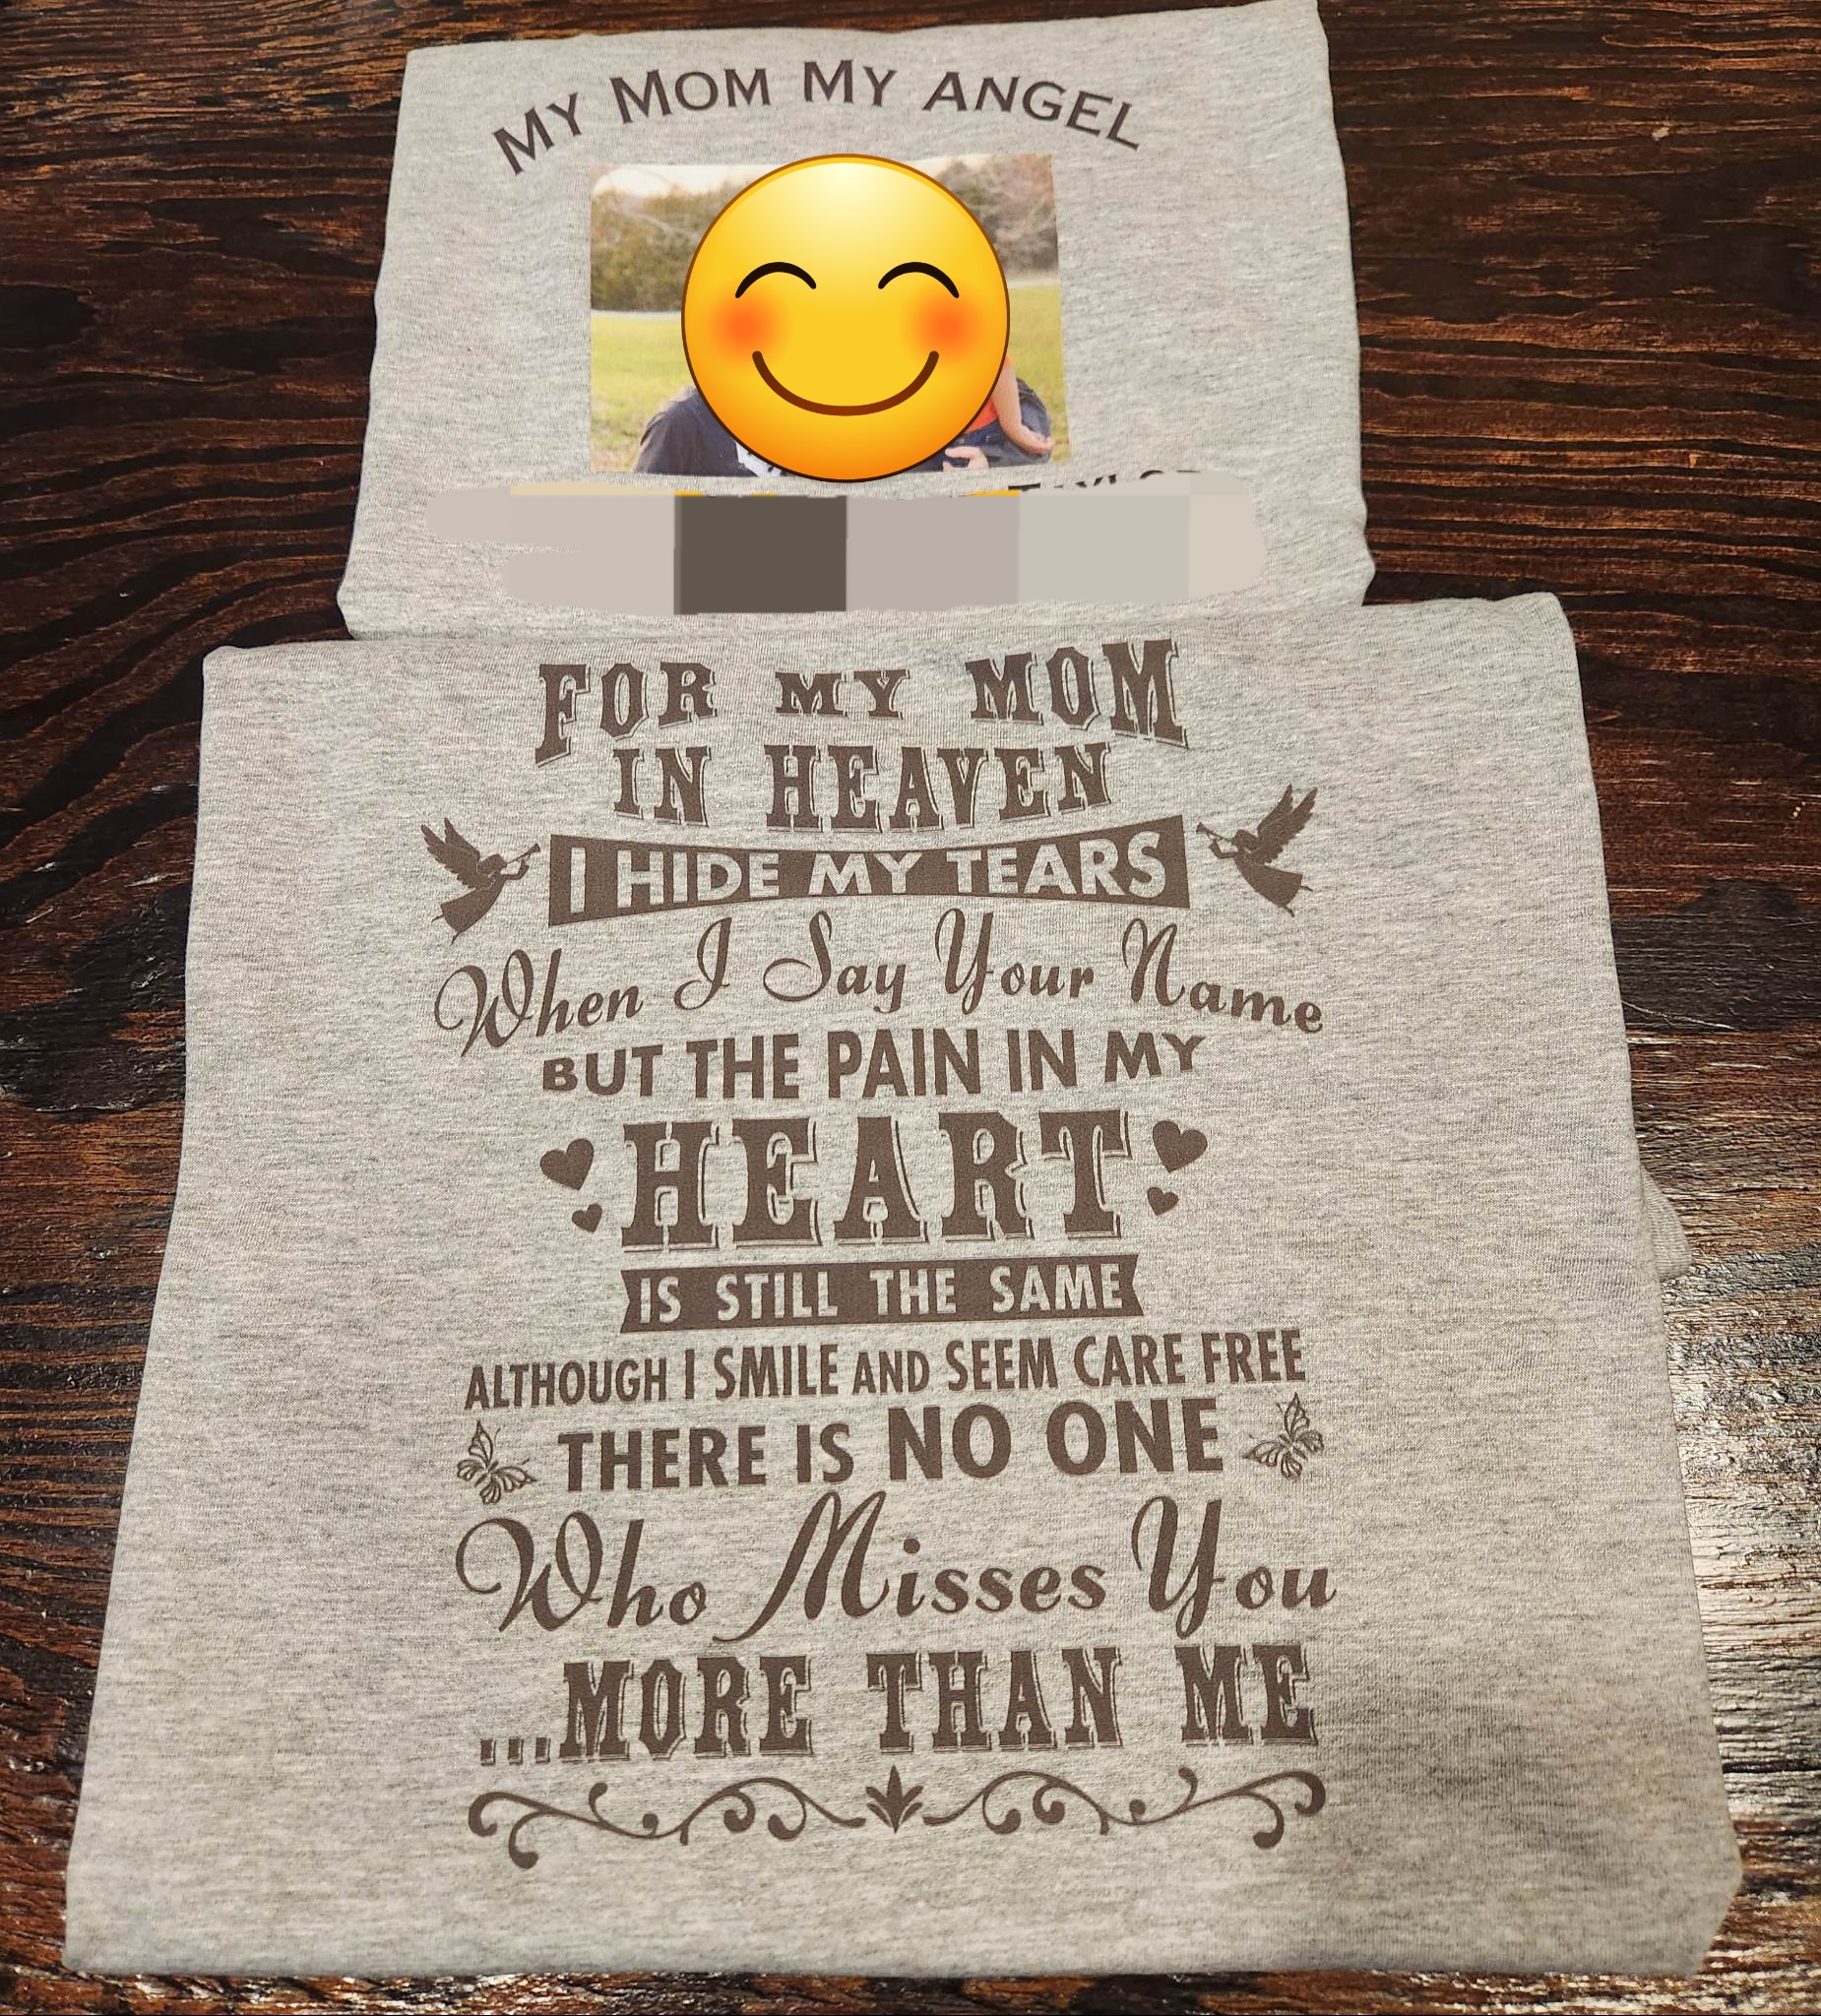 MY MOM MY ANGEL
FOR MY MOM
IN HEAVEN
I HIDE MY TEARS
When I Say Your Name
BUT THE PAIN IN MY
HEART
IS STILL THE SAME
ALTHOUGH I SMILE AND SEEM CARE FREE
THERE IS NO ONE
Who Misses You
...MORE THAN ME